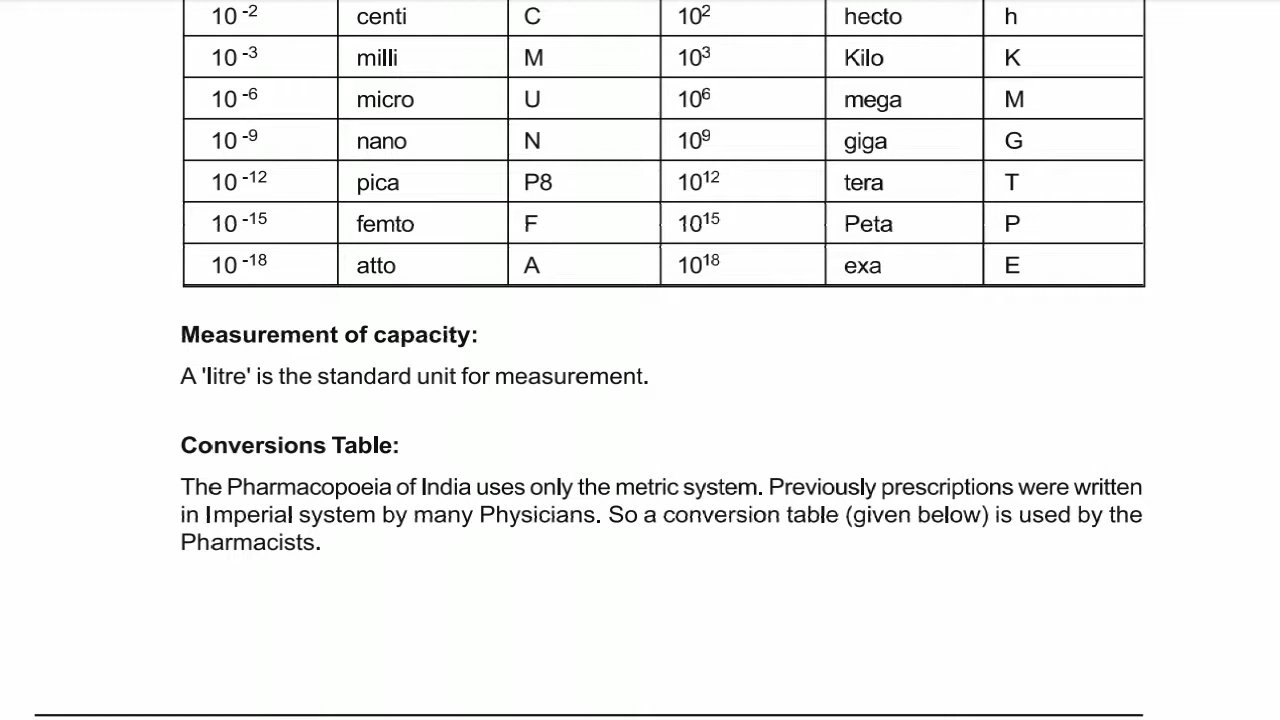 10 -2 centi C 10² hecto h
10 -3 milli M 10³ Kilo K
10 -6 micro U 10⁶ mega M
10 -9 nano N 10⁹ giga G
10 -12 pica P8 10¹² tera T
10 -15 femto F 10¹⁵ Peta P
10 -18 atto A 10¹⁸ exa E
Measurement of capacity:
A 'litre' is the standard unit for measurement.
Conversions Table:
The Pharmacopoeia of India uses only the metric system. Previously prescriptions were written
in Imperial system by many Physicians. So a conversion table (given below) is used by the
Pharmacists.